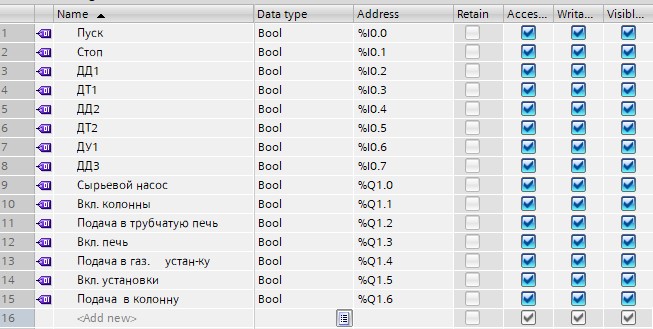 Name Data type Address Retain Acces... Writa... Visibl...
1 Пуск Bool %I0.0
2 Стоп Bool %I0.1
3 ДД1 Bool %I0.2
4 ДТ1 Bool %I0.3
5 ДД2 Bool %I0.4
6 ДТ2 Bool %I0.5
7 ДУ1 Bool %I0.6
8 ДД3 Bool %I0.7
9 Сырьевой насос Bool %Q1.0
10 Вкл. колонны Bool %Q1.1
11 Подача в трубчатую печь Bool %Q1.2
12 Вкл. печь Bool %Q1.3
13 Подача в газ. устан-ку Bool %Q1.4
14 Вкл. установки Bool %Q1.5
15 Подача в колонну Bool %Q1.6
16 <Add new>